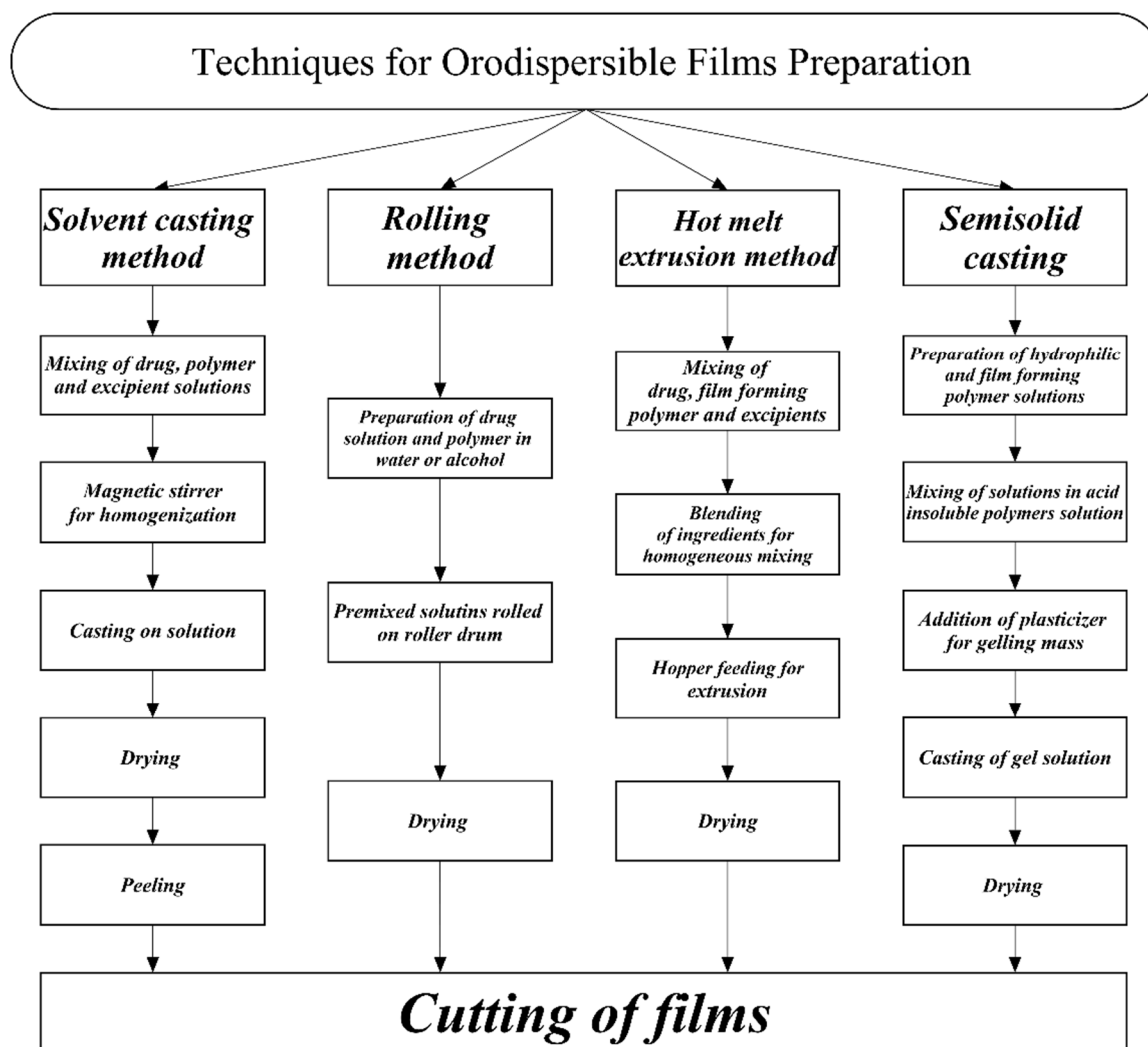 Techniques for Orodispersible Films Preparation
Solvent casting
method
Mixing of drug, polymer
and excipient solutions
Magnetic stirrer
for homogenization
Casting on solution
Drying
Peeling
Rolling
method
Preparation of drug
solution and polymer in
water or alcohol
Premixed solutins rolled
on roller drum
Drying
Hot melt
extrusion method
Mixing of
drug, film forming
polymer and excipients
Blending
of ingredients for
homogeneous mixing
Hopper feeding for
extrusion
Drying
Semisolid
casting
Preparation of hydrophilic
and film forming
polymer solutions
Mixing of solutions in acid
insoluble polymers solution
Addition of plasticizer
for gelling mass
Casting of gel solution
Drying
Cutting of films